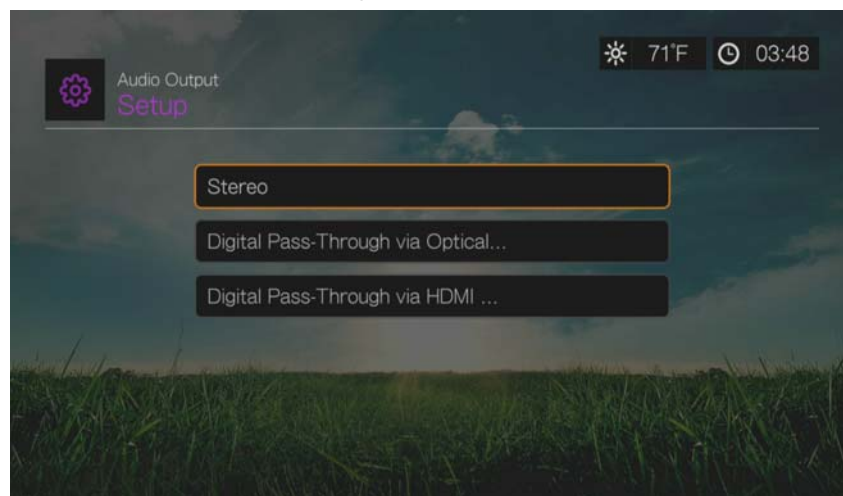 71°F 03:48
Audio Output
Setup
Stereo
Digital Pass-Through via Optical...
Digital Pass-Through via HDMI ...